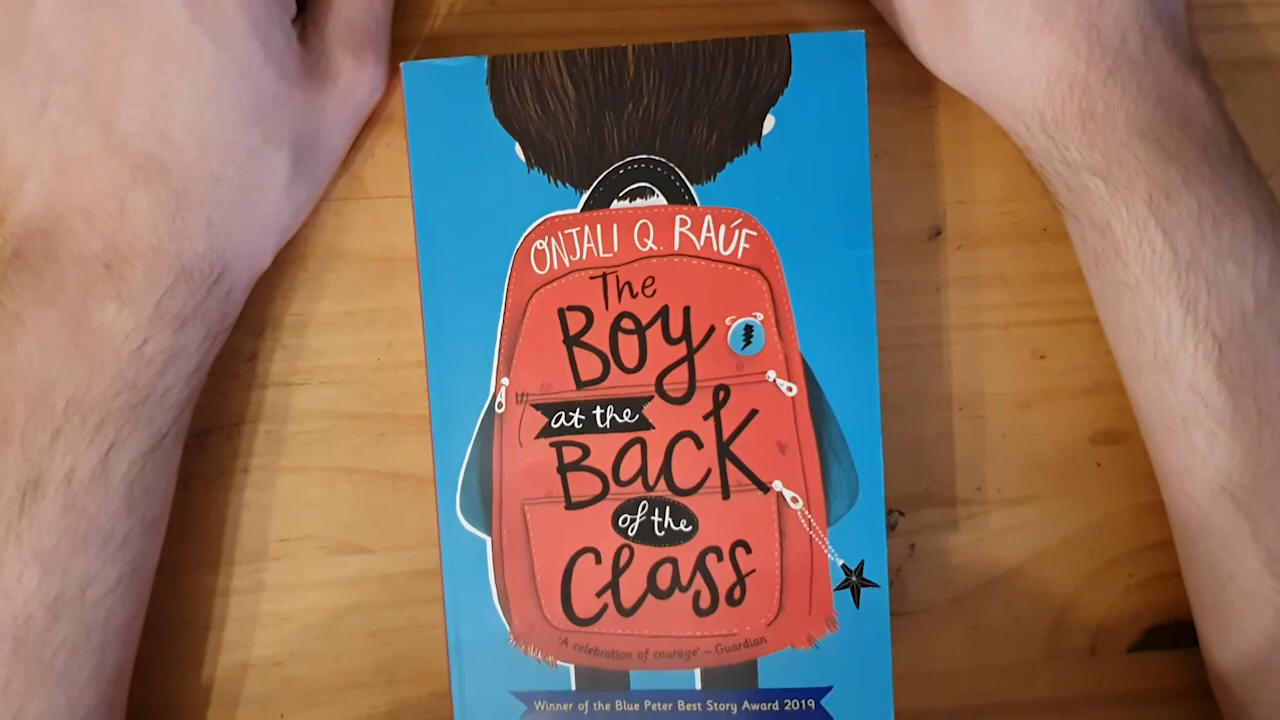 ONJALI Q. RAÚF
The
BOY
at the
BACK
of the
Class
'A celebration of courage' – Guardian
Winner of the Blue Peter Best Story Award 2019